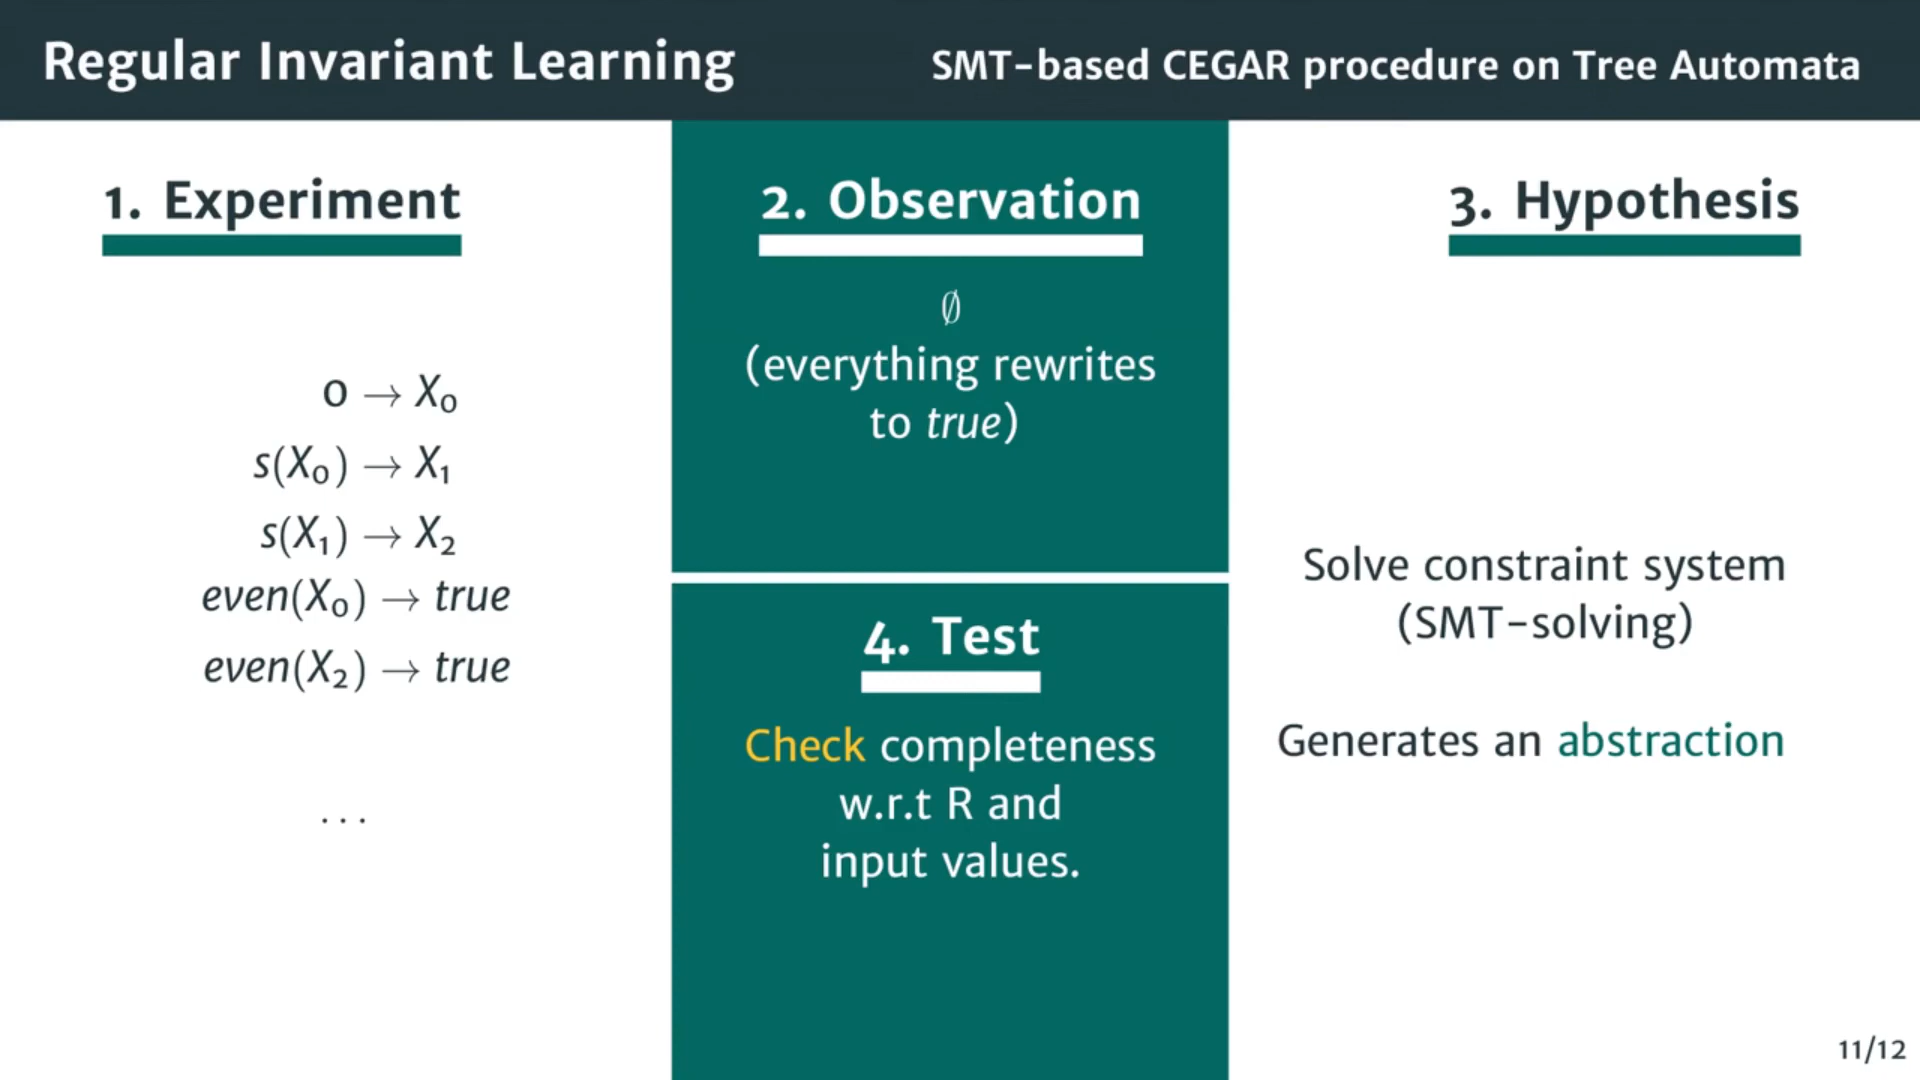 Regular Invariant Learning
SMT-based CEGAR procedure on Tree Automata
1. Experiment
0 → X₀
s(X₀) → X₁
s(X₁) → X₂
even(X₀) → true
even(X₂) → true
...
2. Observation
∅
(everything rewrites
to true)
4. Test
Check completeness
w.r.t R and
input values.
3. Hypothesis
Solve constraint system
(SMT-solving)
Generates an abstraction
11/12